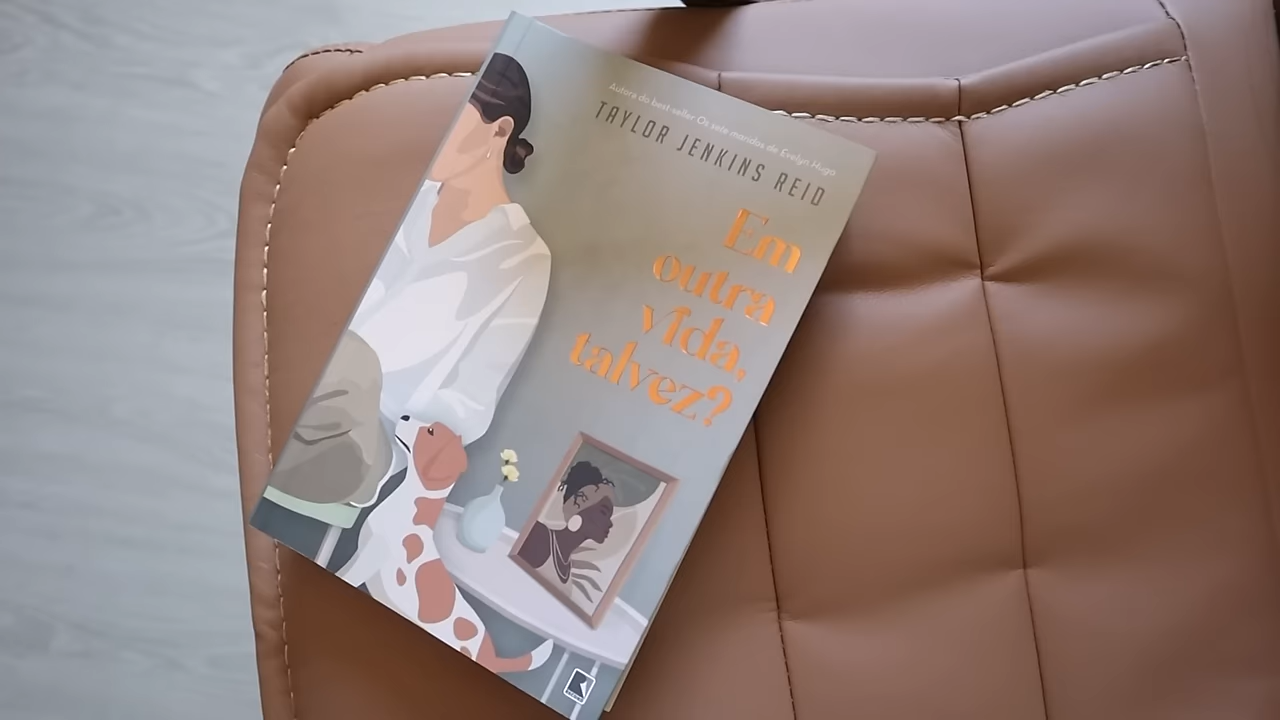 Autora do best-seller Os sete maridos de Evelyn Hugo
TAYLOR JENKINS REID
Em
outra
vida,
talvez?